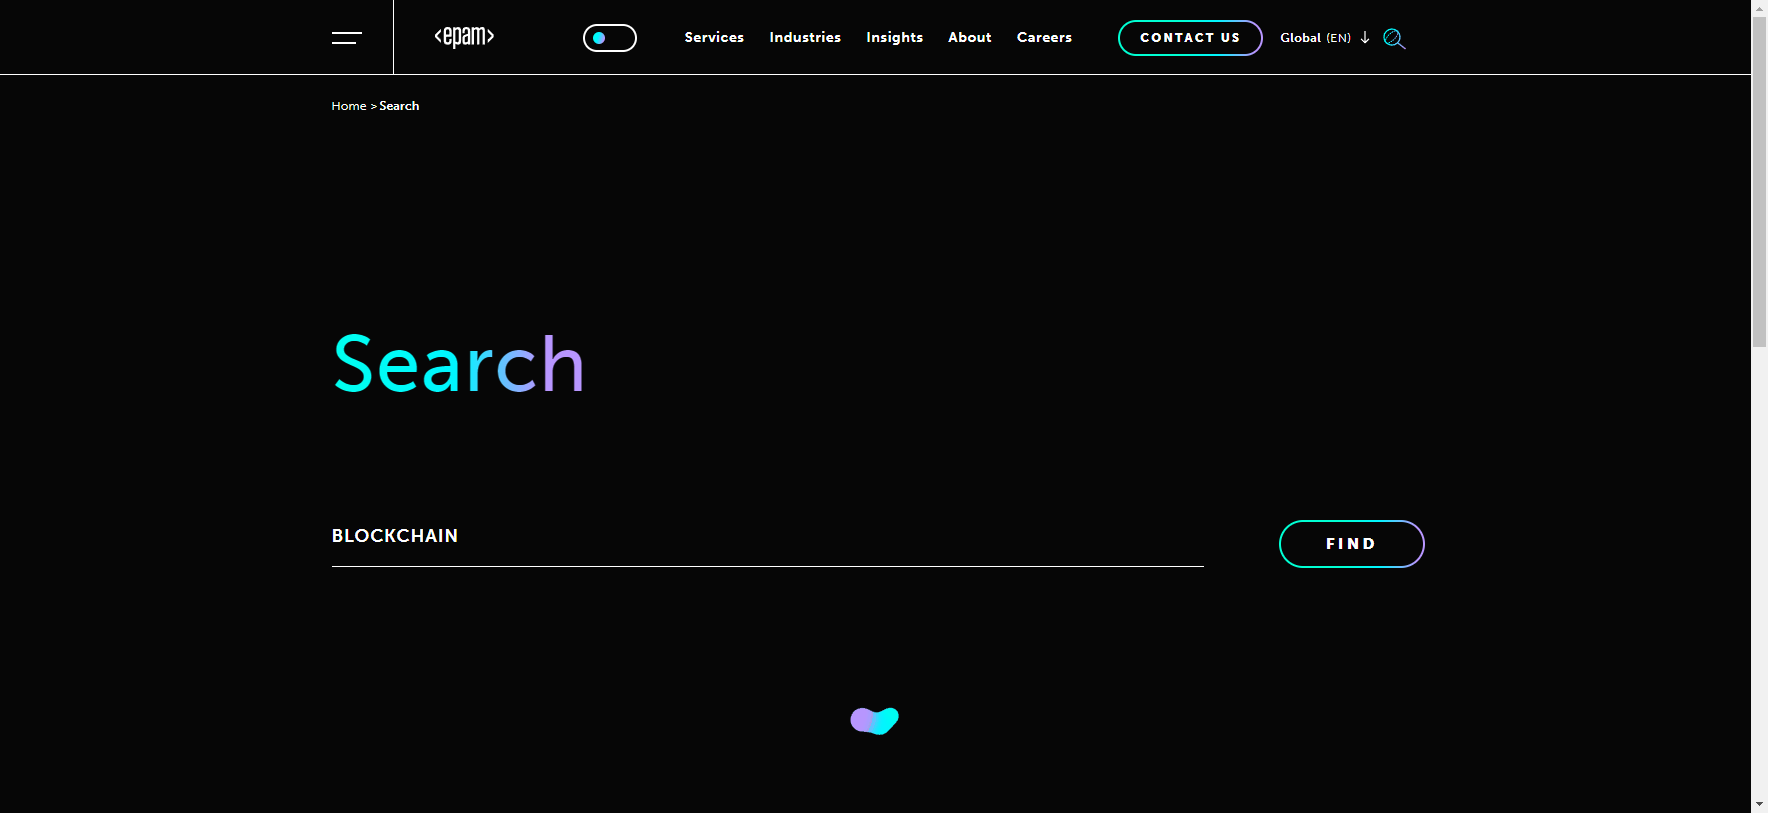 <epam> Services Industries Insights About Careers CONTACT US Global (EN)
Home > Search
Search
BLOCKCHAIN
FIND